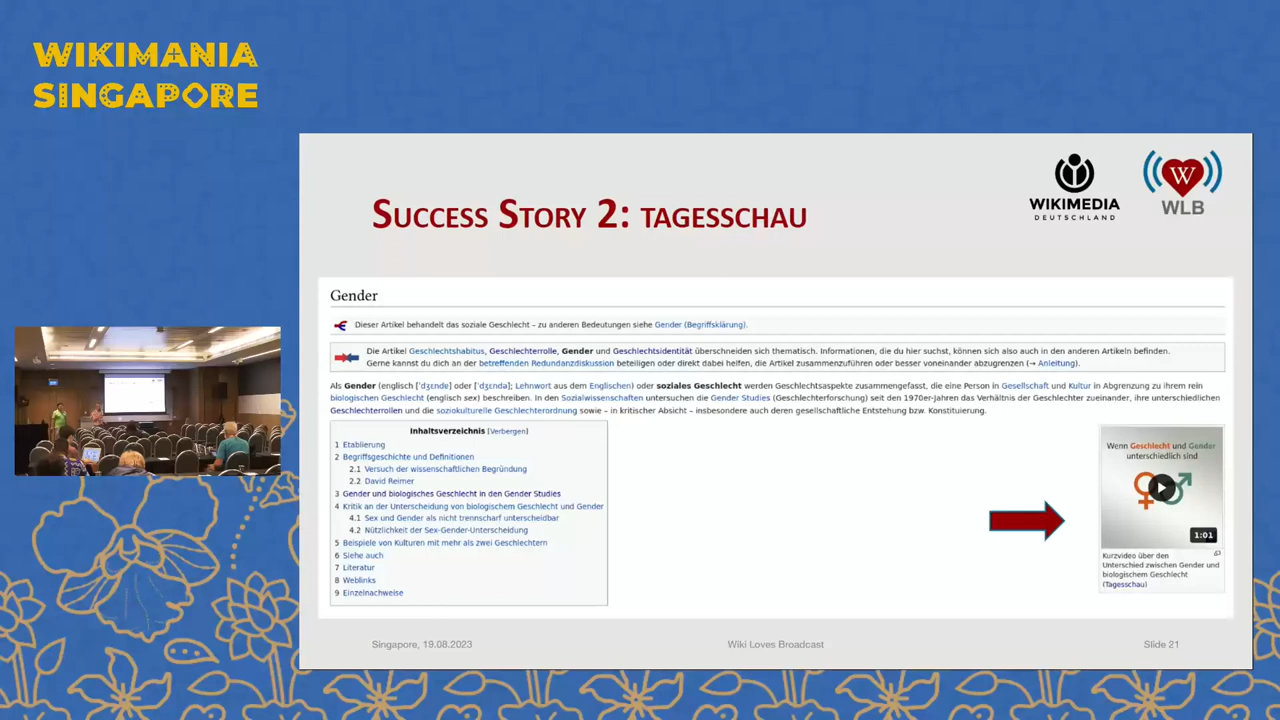 WIKIMANIA
SINGAPORE
WIKIMEDIA
DEUTSCHLAND
W
WLB
SUCCESS STORY 2: TAGESSCHAU
Gender
Dieser Artikel behandelt das soziale Geschlecht – zu anderen Bedeutungen siehe Gender (Begriffsklärung).
Die Artikel Geschlechtshabitus, Geschlechterrolle, Gender und Geschlechtsidentität überschneiden sich thematisch. Informationen, die du hier suchst, können sich also auch in den anderen Artikeln befinden.
Gerne kannst du dich an der betreffenden Redundanzdiskussion beteiligen oder direkt dabei helfen, die Artikel zusammenzuführen oder besser voneinander abzugrenzen (→ Anleitung).
Als Gender (englisch ['dʒɛndɐ] oder ['dʒɛndə]; Lehnwort aus dem Englischen) oder soziales Geschlecht werden Geschlechtsaspekte zusammengefasst, die eine Person in Gesellschaft und Kultur in Abgrenzung zu ihrem rein
biologischen Geschlecht (englisch sex) beschreiben. In den Sozialwissenschaften untersuchen die Gender Studies (Geschlechterforschung) seit den 1970er-Jahren das Verhältnis der Geschlechter zueinander, ihre unterschiedlichen
Geschlechterrollen und die soziokulturelle Geschlechterordnung sowie – in kritischer Absicht – insbesondere auch deren gesellschaftliche Entstehung bzw. Konstituierung.
Inhaltsverzeichnis [Verbergen]
1 Etablierung
2 Begriffsgeschichte und Definitionen
2.1 Versuch der wissenschaftlichen Begründung
2.2 David Reimer
3 Gender und biologisches Geschlecht in den Gender Studies
4 Kritik an der Unterscheidung von biologischem Geschlecht und Gender
4.1 Sex und Gender als nicht trennscharf unterscheidbar
4.2 Nützlichkeit der Sex-Gender-Unterscheidung
5 Beispiele von Kulturen mit mehr als zwei Geschlechtern
6 Siehe auch
7 Literatur
8 Weblinks
9 Einzelnachweise
Wenn Geschlecht und Gender
unterschiedlich sind
1:01
Kurzvideo über den
Unterschied zwischen Gender und
biologischem Geschlecht
(Tagesschau)
Singapore, 19.08.2023
Wiki Loves Broadcast
Slide 21